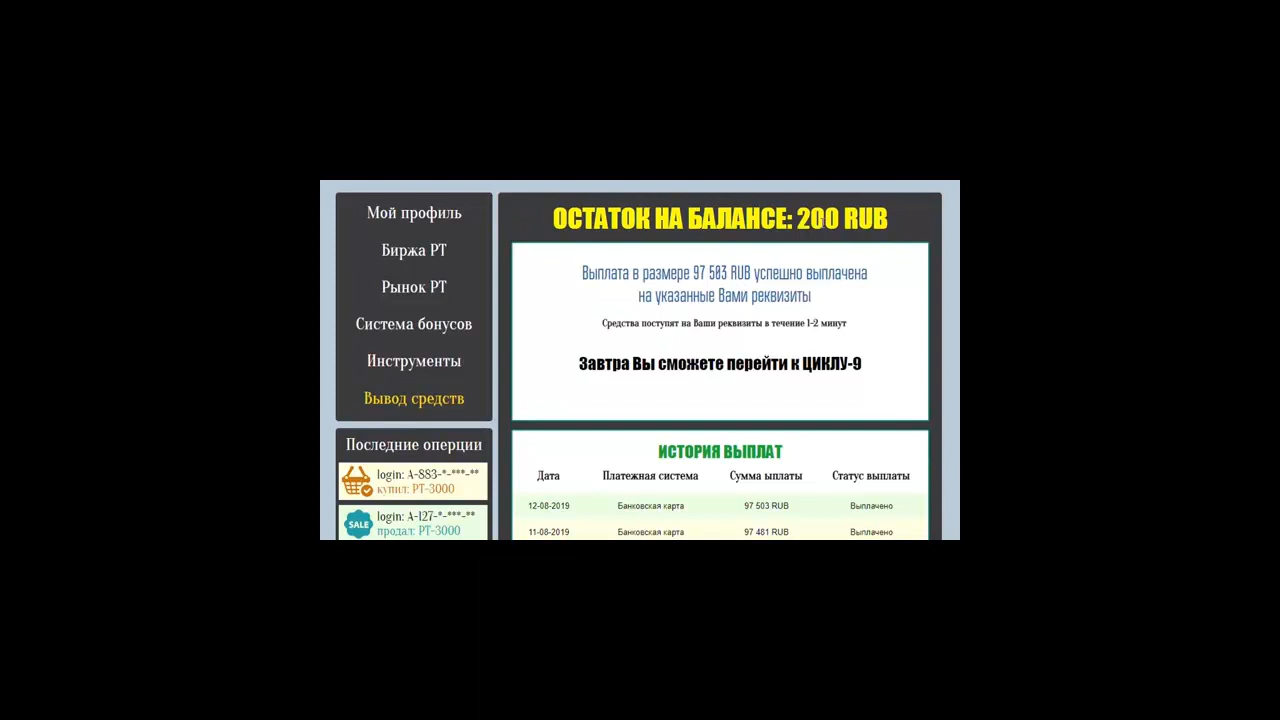 Мой профиль
Биржа РТ
Рынок РТ
Система бонусов
Инструменты
Вывод средств
Последние оперции
login: A-883-*-***-**
купил: РТ-3000
SALE
login: A-127-*-***-**
продал: РТ-3000
ОСТАТОК НА БАЛАНСЕ: 200 RUB
Выплата в размере 97 503 RUB успешно выплачена
на указанные Вами реквизиты
Средства поступят на Ваши реквизиты в течение 1-2 минут
Завтра Вы сможете перейти к ЦИКЛУ-9
ИСТОРИЯ ВЫПЛАТ
Дата Платежная система Сумма ыплаты Статус выплаты
12-08-2019 Банковская карта 97 503 RUB Выплачено
11-08-2019 Банковская карта 97 481 RUB Выплачено